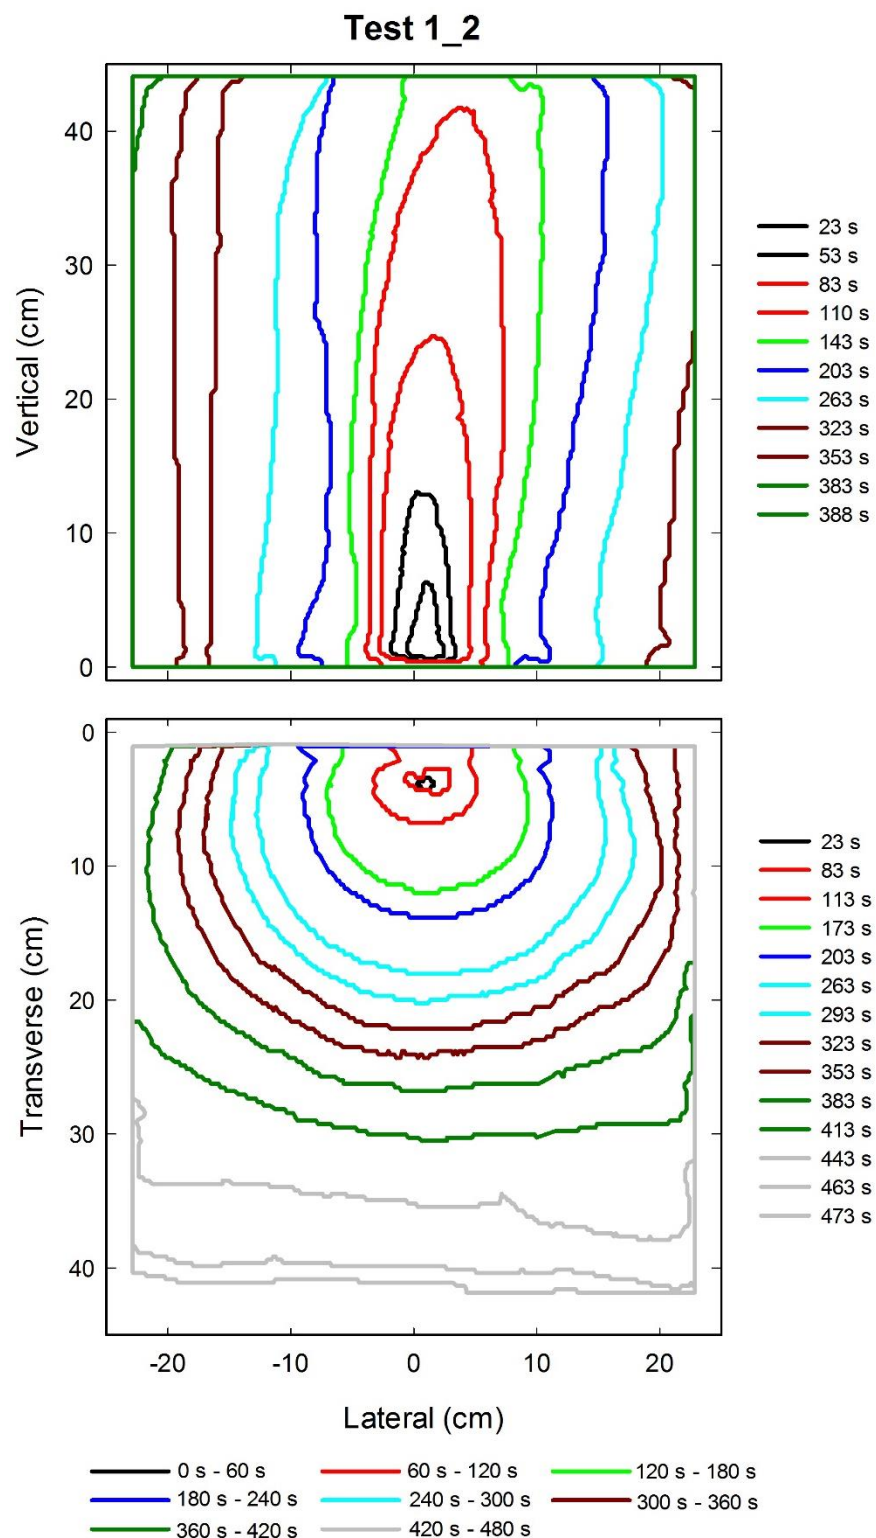 Test 1_2
40
30
20
10
0
Vertical (cm)
23 s
53 s
83 s
110 s
143 s
203 s
263 s
323 s
353 s
383 s
388 s
0
10
20
30
40
Transverse (cm)
23 s
83 s
113 s
173 s
203 s
263 s
293 s
323 s
353 s
383 s
413 s
443 s
463 s
473 s
-20 -10 0 10 20
Lateral (cm)
0 s - 60 s 60 s - 120 s 120 s - 180 s
180 s - 240 s 240 s - 300 s 300 s - 360 s
360 s - 420 s 420 s - 480 s